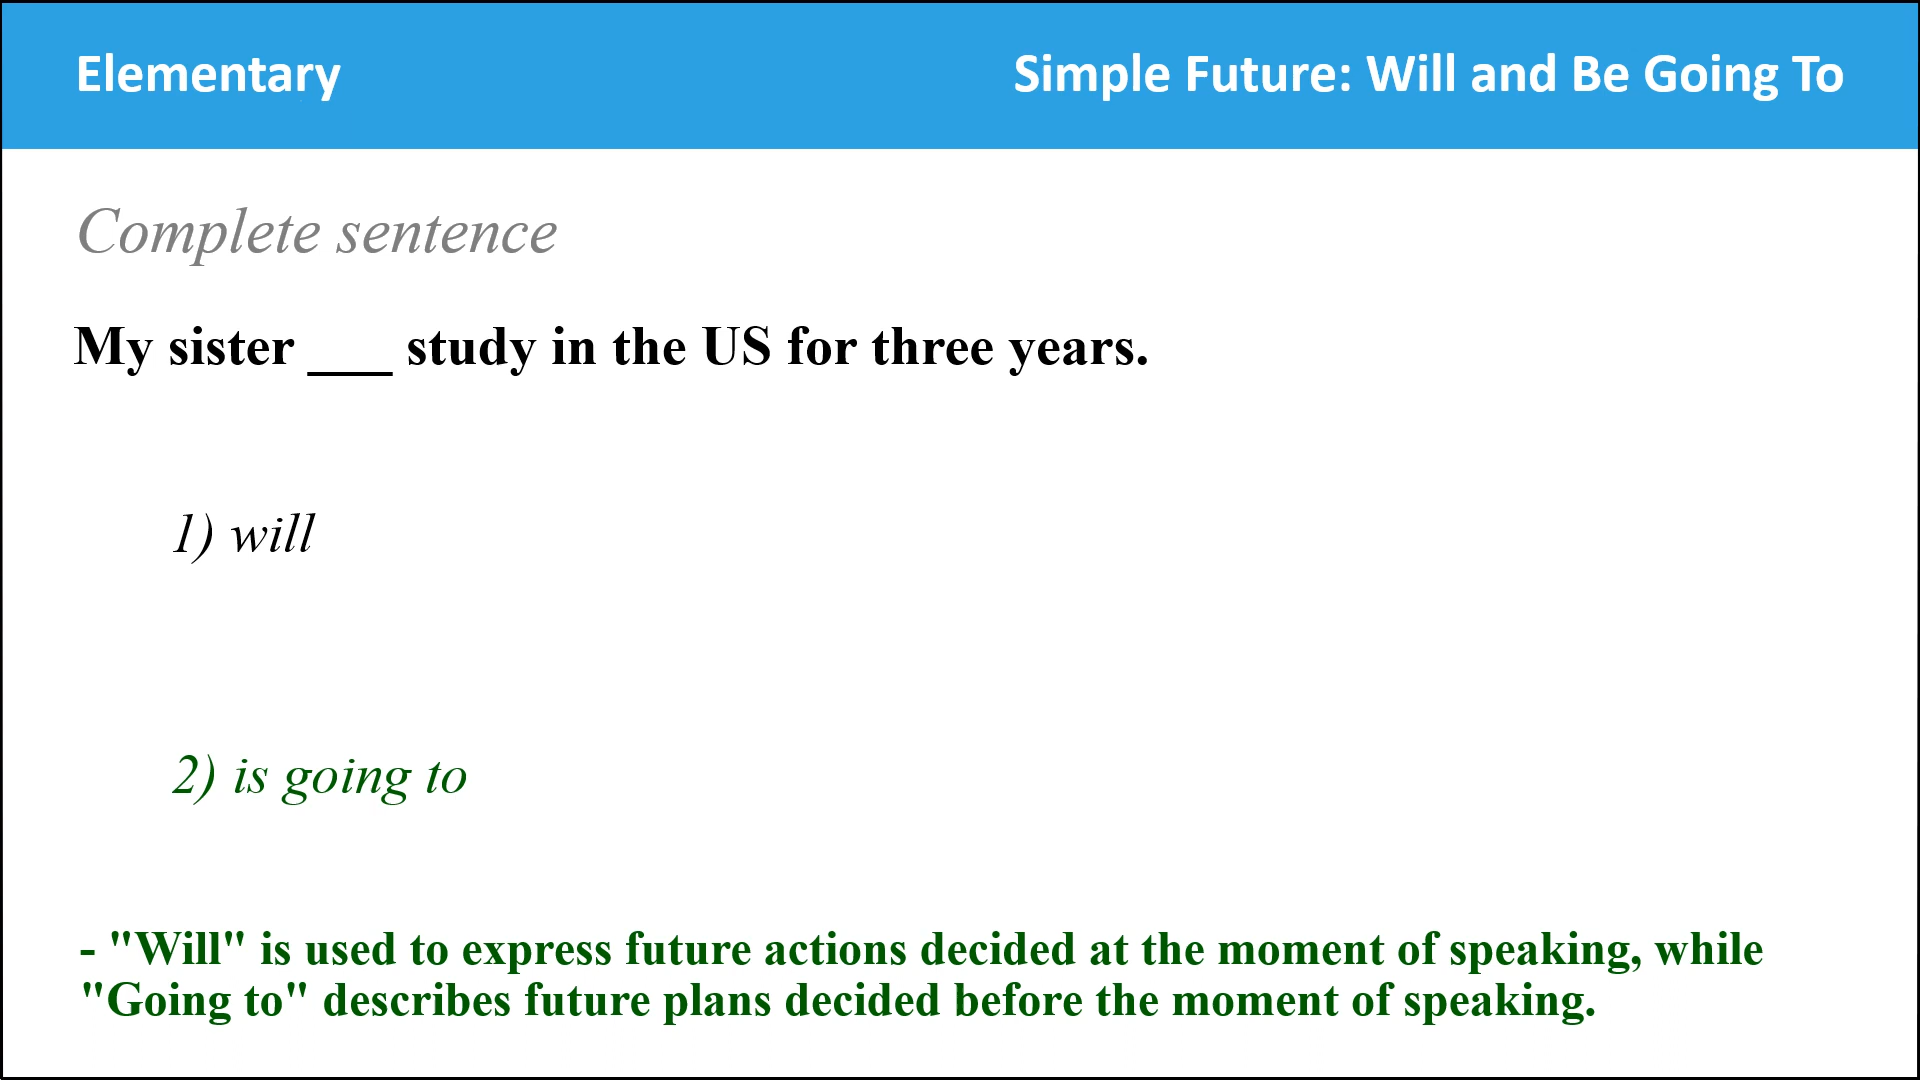 Elementary
Simple Future: Will and Be Going To
Complete sentence
My sister ___ study in the US for three years.
1) will
2) is going to
- "Will" is used to express future actions decided at the moment of speaking, while
"Going to" describes future plans decided before the moment of speaking.